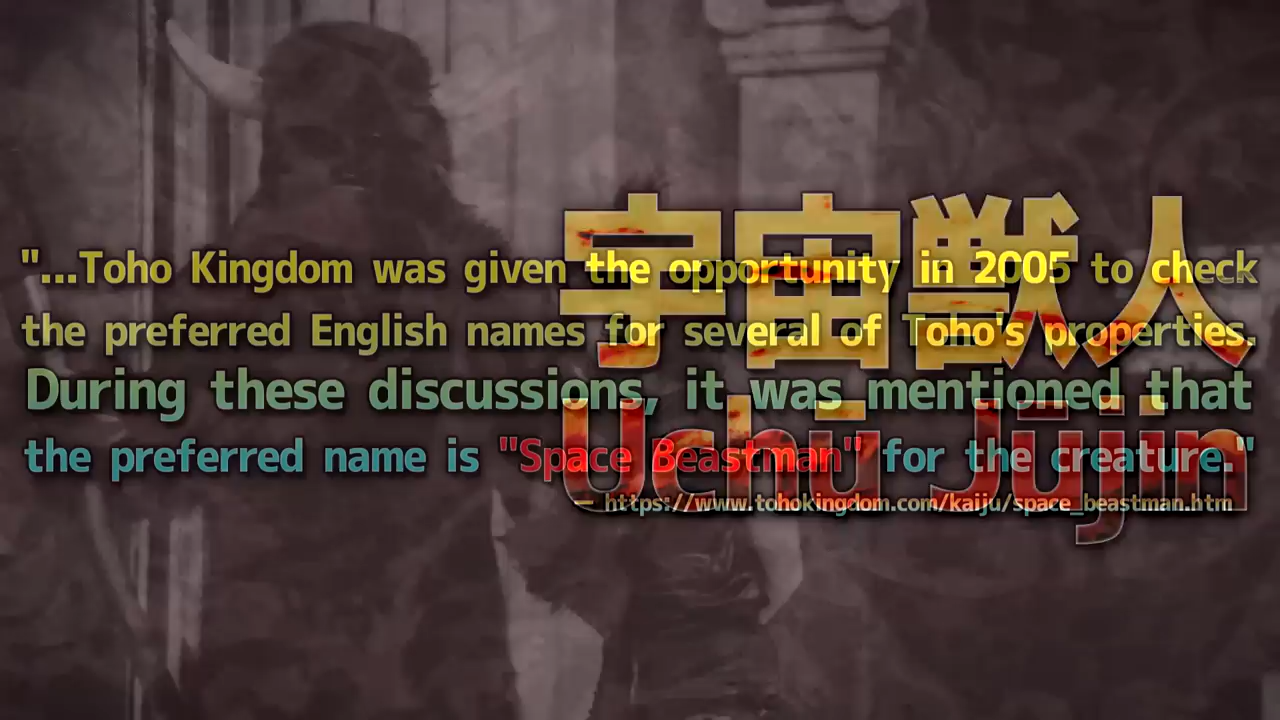 "...Toho Kingdom was given the opportunity in 2005 to check
the preferred English names for several of Toho's properties.
During these discussions, it was mentioned that
the preferred name is "Space Beastman" for the creature."
– https://www.tohokingdom.com/kaiju/space_beastman.htm
宇宙獣人
Uchū Jūjin